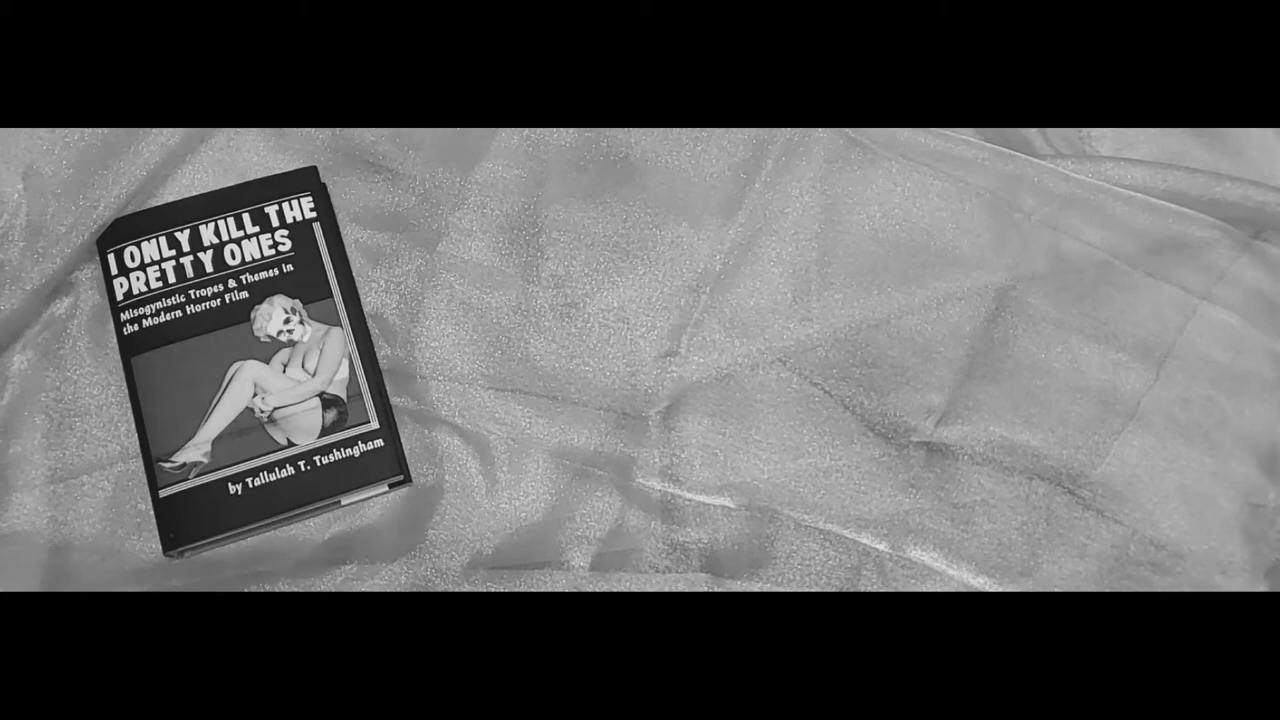 I ONLY KILL THE
PRETTY ONES
Misogynistic Tropes & Themes in
the Modern Horror Film
by Tallulah T. Tushingham